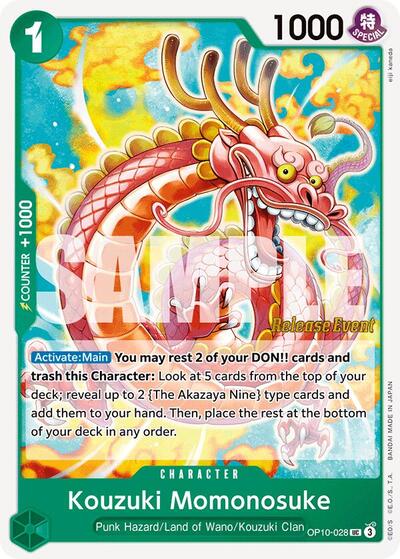 1
1000
特
SPECIAL
eiji kaneda
COUNTER +1000
SAMPLE
Release Event
Activate:Main You may rest 2 of your DON!! cards and
trash this Character: Look at 5 cards from the top of your
deck; reveal up to 2 {The Akazaya Nine} type cards and
add them to your hand. Then, place the rest at the bottom
of your deck in any order.
CHARACTER
Kouzuki Momonosuke
Punk Hazard/Land of Wano/Kouzuki Clan
OP10-028 UC 3
©E.O./S. ©E.O.S., T.A. BANDAI MADE IN JAPAN